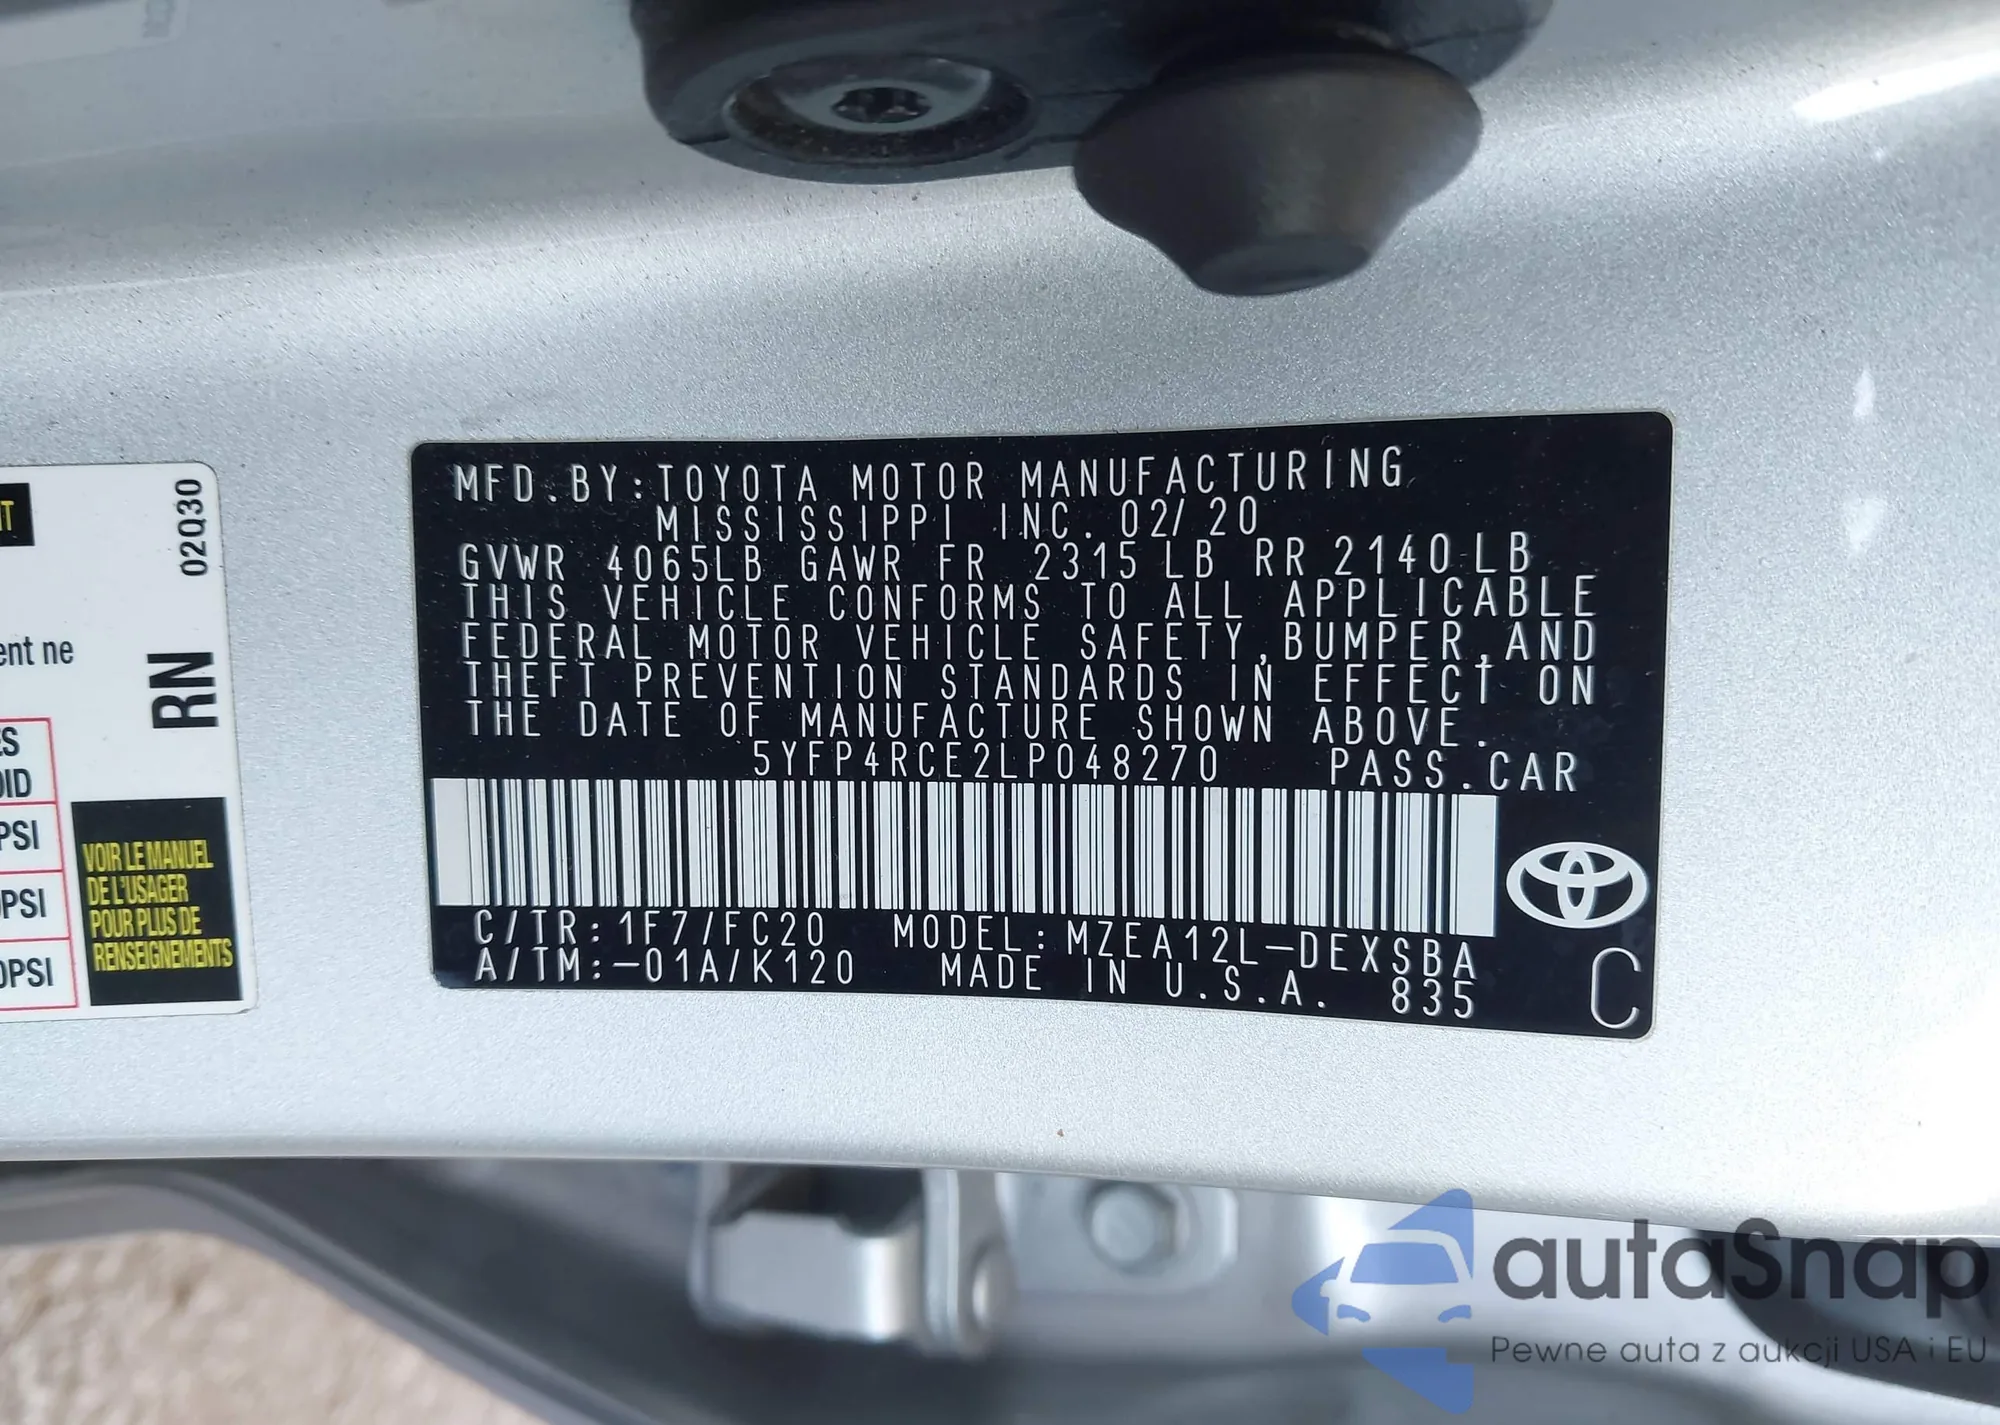 MFD.BY:TOYOTA MOTOR MANUFACTURING
MISSISSIPPI INC. 02/20
GVWR 4065LB GAWR FR 2315 LB RR 2140 LB
THIS VEHICLE CONFORMS TO ALL APPLICABLE
FEDERAL MOTOR VEHICLE SAFETY,BUMPER,AND
THEFT PREVENTION STANDARDS IN EFFECT ON
THE DATE OF MANUFACTURE SHOWN ABOVE.
5YFP4RCE2LP048270 PASS.CAR
C/TR:1F7/FC20 MODEL:MZEA12L-DEXSBA
A/TM:-01A/K120 MADE IN U.S.A. 835
C
02Q30
RN
ent ne
PSI
PSI
0PSI
VOIR LE MANUEL
DE L'USAGER
POUR PLUS DE
RENSEIGNEMENTS
autaSnap
Pewne auta z aukcji USA i EU